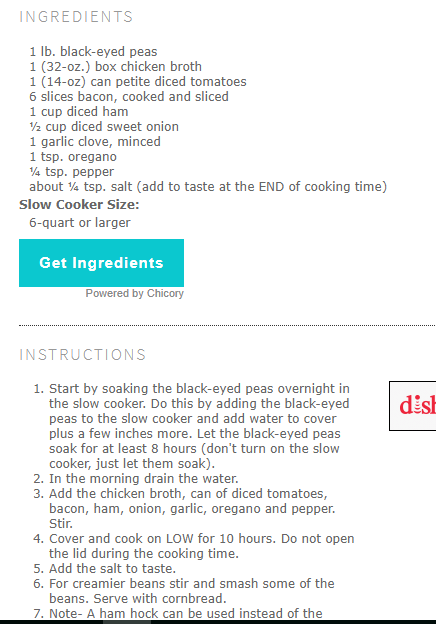 INGREDIENTS
1 lb. black-eyed peas
1 (32-oz.) box chicken broth
1 (14-oz) can petite diced tomatoes
6 slices bacon, cooked and sliced
1 cup diced ham
½ cup diced sweet onion
1 garlic clove, minced
1 tsp. oregano
¼ tsp. pepper
about ¼ tsp. salt (add to taste at the END of cooking time)
Slow Cooker Size:
6-quart or larger
Get Ingredients
Powered by Chicory
INSTRUCTIONS
1. Start by soaking the black-eyed peas overnight in
the slow cooker. Do this by adding the black-eyed
peas to the slow cooker and add water to cover
plus a few inches more. Let the black-eyed peas
soak for at least 8 hours (don't turn on the slow
cooker, just let them soak).
2. In the morning drain the water.
3. Add the chicken broth, can of diced tomatoes,
bacon, ham, onion, garlic, oregano and pepper.
Stir.
4. Cover and cook on LOW for 10 hours. Do not open
the lid during the cooking time.
5. Add the salt to taste.
6. For creamier beans stir and smash some of the
beans. Serve with cornbread.
7. Note- A ham hock can be used instead of the